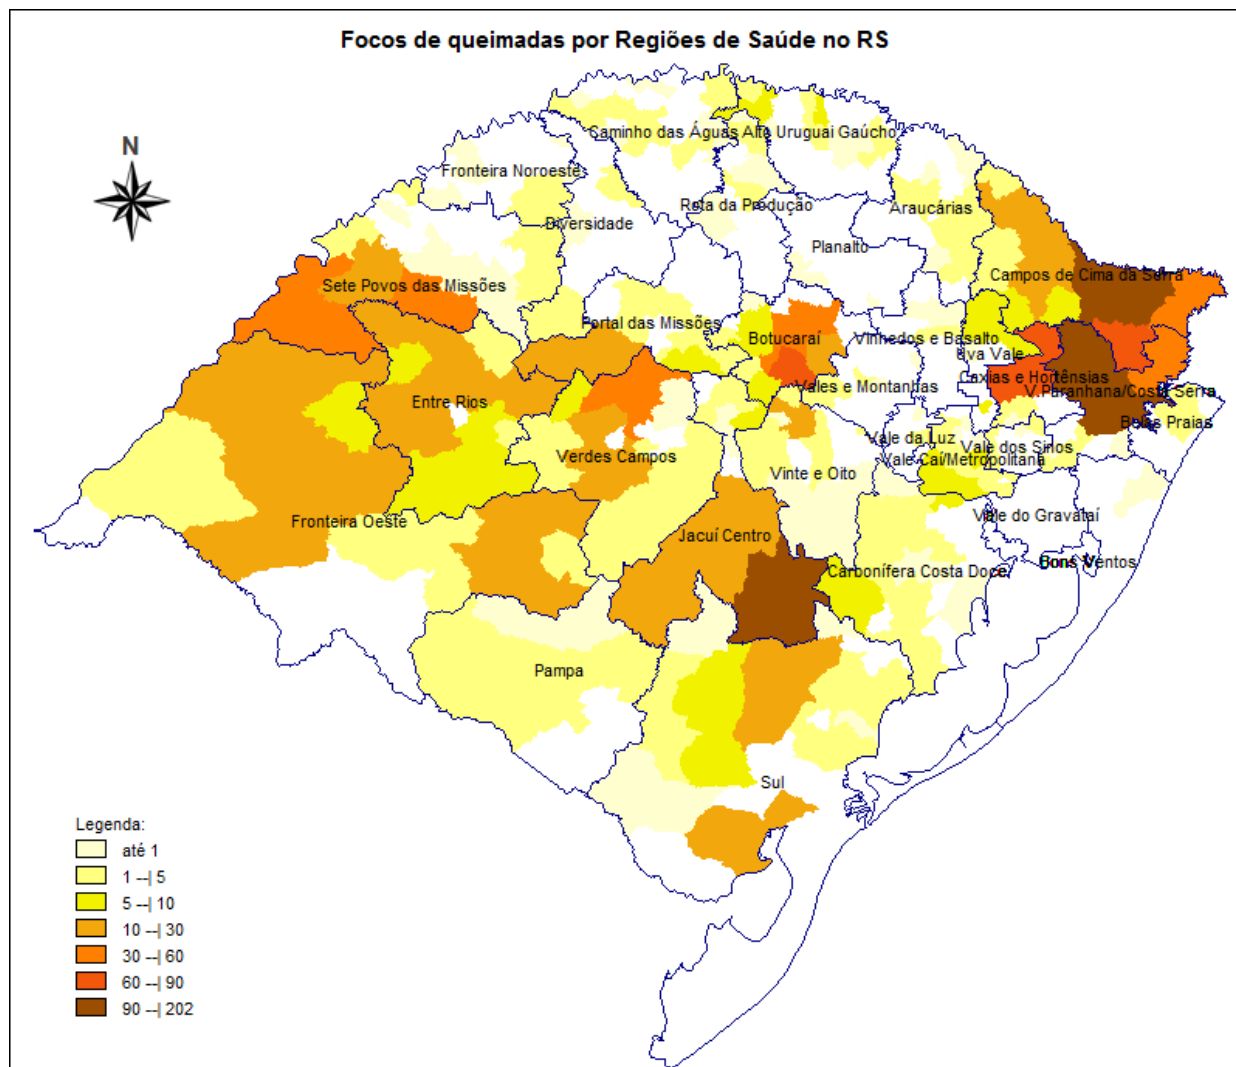 Focos de queimadas por Regiões de Saúde no RS
N
Caminho das Águas
Alto Uruguai Gaúcho
Fronteira Noroeste
Rota da Produção
Araucárias
Diversidade
Planalto
Campos de Cima da Serra
Sete Povos das Missões
Portal das Missões
Botucaraí
Vinhedos e Basalto
Uva Vale
Caxias e Hortênsias
Vales e Montanhas
V.Paranhana/Costa Serra
Entre Rios
Belas Praias
Vale da Luz
Vale dos Sinos
Verdes Campos
Vale Caí/Metropolitana
Vinte e Oito
Fronteira Oeste
Vale do Gravataí
Jacuí Centro
Carbonífera Costa Doce
Bons Ventos
Pampa
Sul
Legenda:
até 1
1 --| 5
5 --| 10
10 --| 30
30 --| 60
60 --| 90
90 --| 202